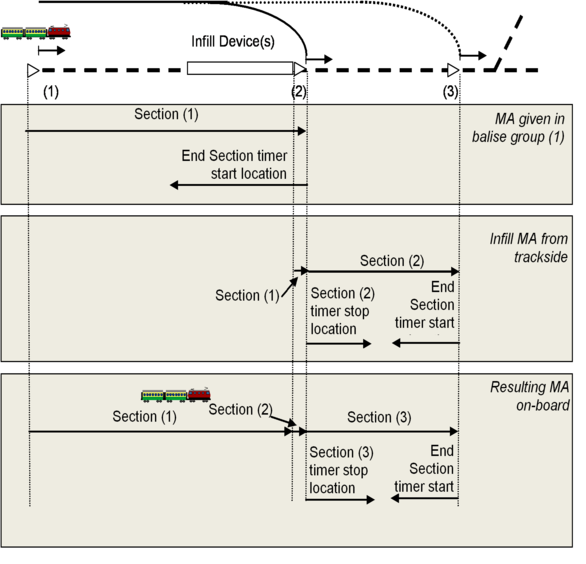 Infill Device(s)
(1)
(2)
(3)
Section (1)
MA given in
balise group (1)
End Section timer
start location
Infill MA from
trackside
Section (2)
Section (1)
Section (2)
timer stop
location
End
Section
timer start
Resulting MA
on-board
Section (1)
Section (2)
Section (3)
Section (3)
timer stop
location
End
Section
timer start